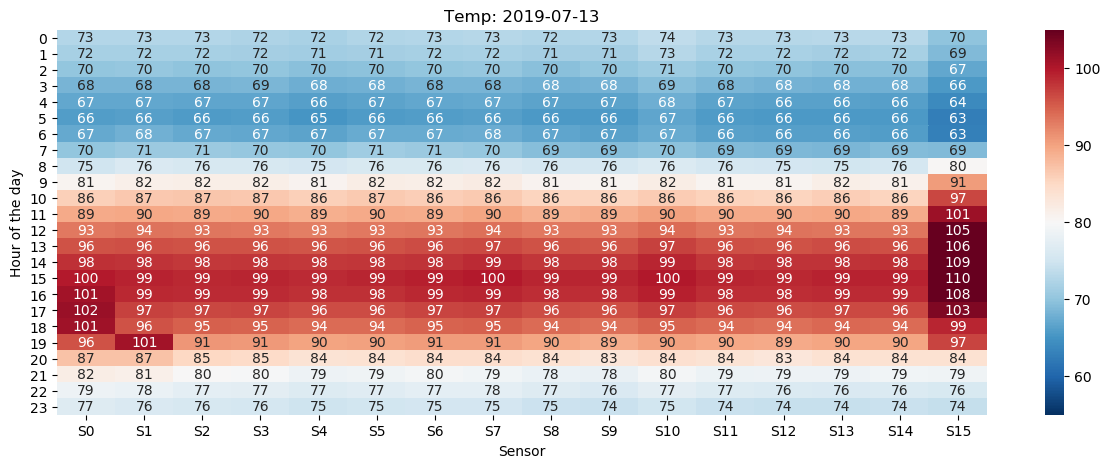 Temp: 2019-07-13
Hour of the day
0 73 73 73 72 72 72 73 73 72 73 74 73 73 73 73 70
1 72 72 72 72 71 71 72 72 71 71 73 72 72 72 72 69
2 70 70 70 70 70 70 70 70 70 70 71 70 70 70 70 67
3 68 68 68 69 68 68 68 68 68 68 69 68 68 68 68 66
4 67 67 67 67 66 67 67 67 67 66 68 67 66 66 66 64
5 66 66 66 66 65 66 66 66 66 66 67 66 66 66 66 63
6 67 68 67 67 67 67 67 68 67 67 67 66 66 66 66 63
7 70 71 71 70 70 71 71 70 69 69 70 69 69 69 69 69
8 75 76 76 76 75 76 76 76 76 76 76 76 75 75 76 80
9 81 82 82 82 81 82 82 82 81 81 82 81 81 82 81 91
10 86 87 87 87 86 87 86 86 86 86 86 86 86 86 86 97
11 89 90 89 90 89 90 89 90 89 89 90 90 90 90 89 101
12 93 94 93 93 93 93 93 94 93 93 94 93 94 93 93 105
13 96 96 96 96 96 96 96 97 96 96 97 96 96 96 96 106
14 98 98 98 98 98 98 98 99 98 98 99 98 98 98 98 109
15 100 99 99 99 99 99 99 100 99 99 100 99 99 99 99 110
16 101 99 99 99 98 98 99 99 98 98 99 98 98 99 99 108
17 102 97 97 97 96 96 97 97 96 96 97 96 96 97 96 103
18 101 96 95 95 94 94 95 95 94 94 95 94 94 94 94 99
19 96 101 91 91 90 90 91 91 90 89 90 90 89 90 90 97
20 87 87 85 85 84 84 84 84 84 83 84 84 83 84 84 84
21 82 81 80 80 79 79 80 79 78 78 80 79 79 79 79 79
22 79 78 77 77 77 77 77 78 77 76 77 77 76 76 76 76
23 77 76 76 76 75 75 75 75 75 74 75 74 74 74 74 74
S0 S1 S2 S3 S4 S5 S6 S7 S8 S9 S10 S11 S12 S13 S14 S15
Sensor
100
90
80
70
60